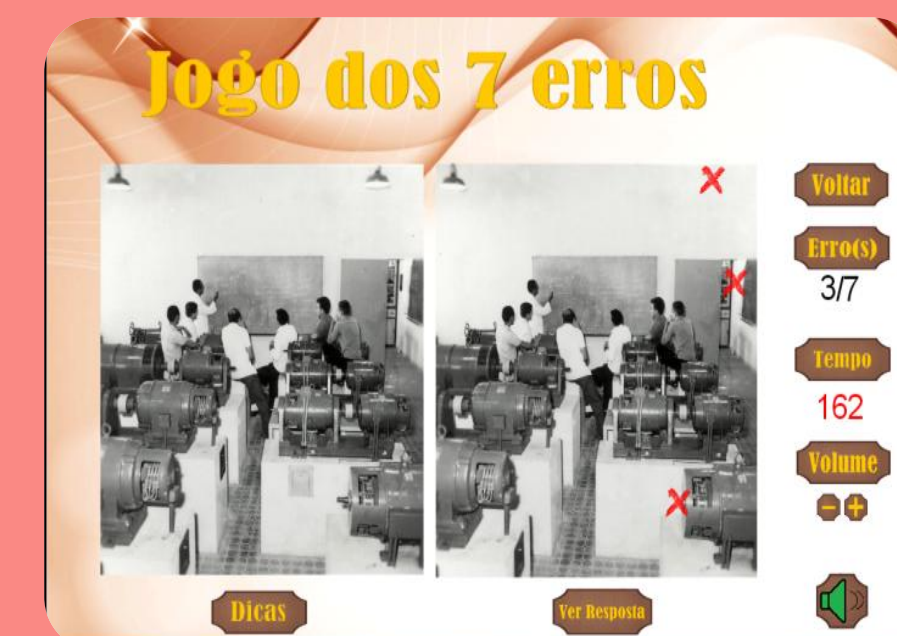 Jogo dos 7 erros
Voltar
Erro(s)
3/7
Tempo
162
Volume
- +
Dicas
Ver Resposta